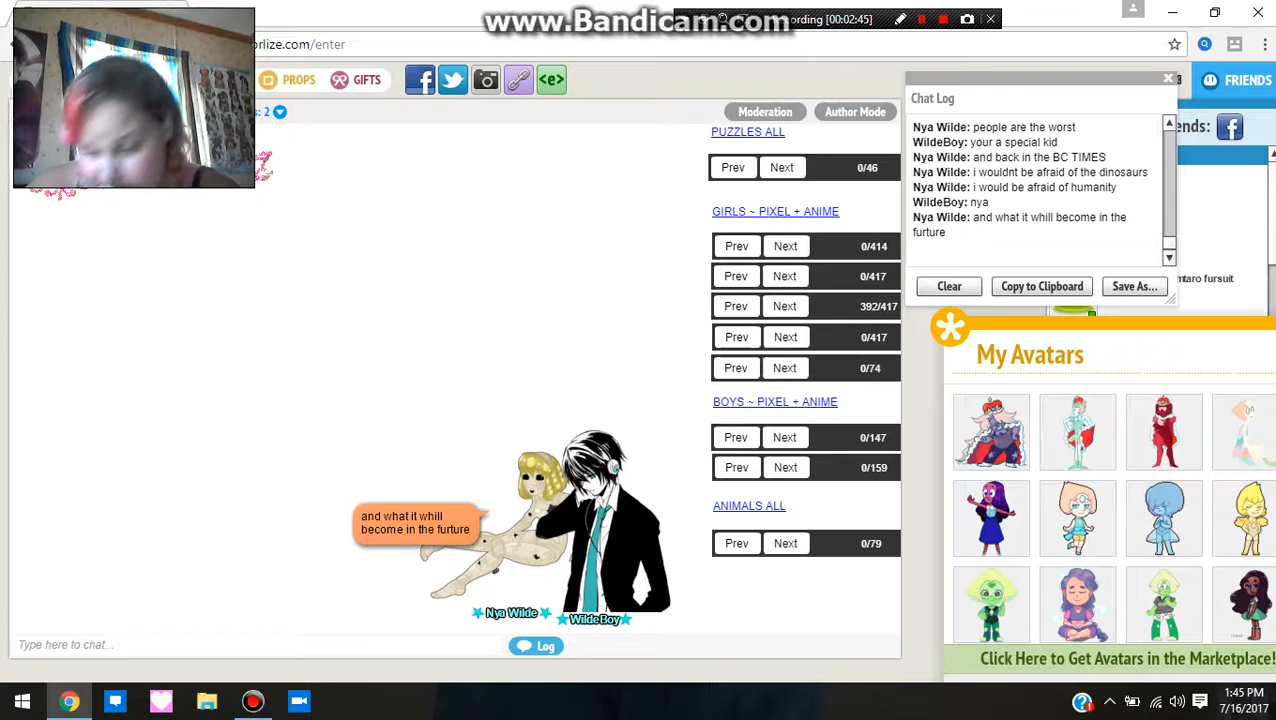 www.Bandicam.com
ording [00:02:45]
orlize.com/enter
PROPS
GIFTS
<e>
FRIENDS
: 2
Moderation
Author Mode
Chat Log
ends:
Nya Wilde: people are the worst
WildeBoy: your a special kid
Nya Wilde: and back in the BC TIMES
Nya Wilde: i wouldnt be afraid of the dinosaurs
Nya Wilde: i would be afraid of humanity
WildeBoy: nya
Nya Wilde: and what it whill become in the
furture
Clear
Copy to Clipboard
Save As...
mtaro fursuit
PUZZLES ALL
Prev Next 0/46
GIRLS ~ PIXEL + ANIME
Prev Next 0/414
Prev Next 0/417
Prev Next 392/417
Prev Next 0/417
Prev Next 0/74
BOYS ~ PIXEL + ANIME
Prev Next 0/147
Prev Next 0/159
ANIMALS ALL
Prev Next 0/79
My Avatars
and what it whill
become in the furture
Nya Wilde
WildeBoy
Type here to chat...
Log
Click Here to Get Avatars in the Marketplace!
1:45 PM
7/16/2017